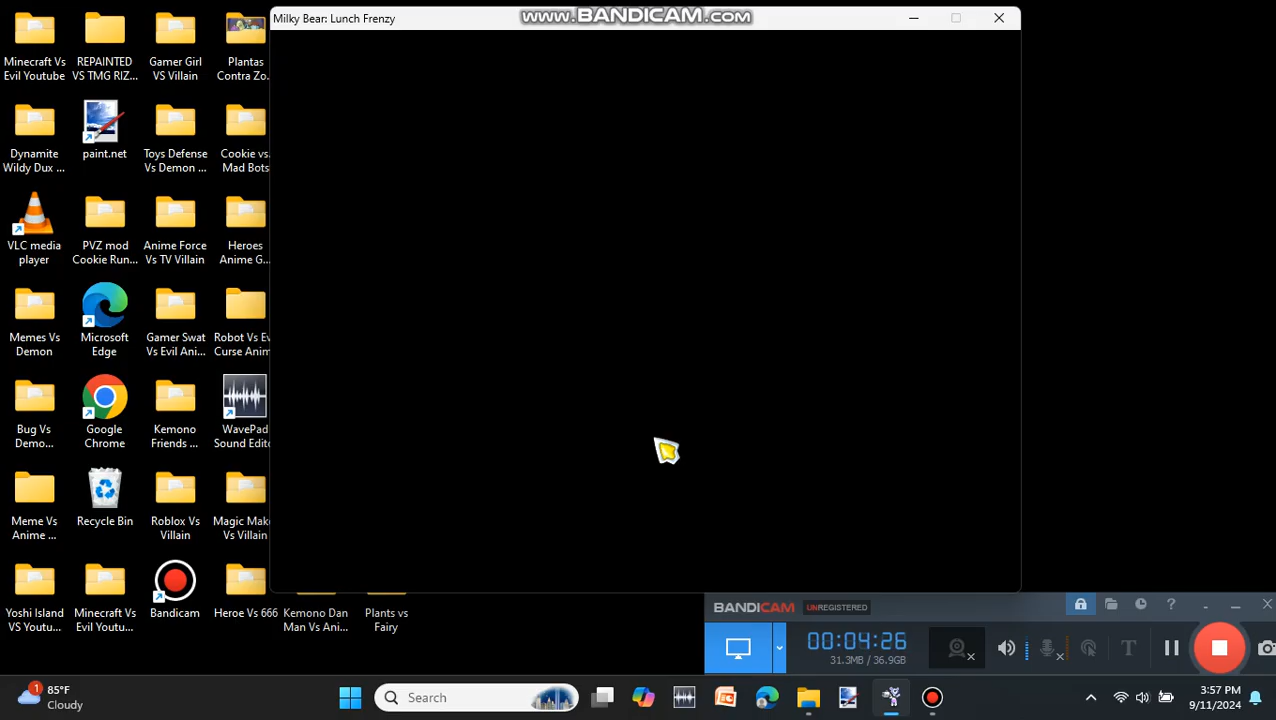 Milky Bear: Lunch Frenzy
www.BANDICAM.com
Minecraft Vs
Evil Youtube
REPAINTED
VS TMG RIZ...
Gamer Girl
VS Villain
Plantas
Contra Zo...
Dynamite
Wildy Dux ...
paint.net
Toys Defense
Vs Demon ...
Cookie vs.
Mad Bots
VLC media
player
PVZ mod
Cookie Run...
Anime Force
Vs TV Villain
Heroes
Anime G...
Memes Vs
Demon
Microsoft
Edge
Gamer Swat
Vs Evil Ani...
Robot Vs Ev
Curse Anim
Bug Vs
Demo...
Google
Chrome
Kemono
Friends ...
WavePad
Sound Edito
Meme Vs
Anime ...
Recycle Bin
Roblox Vs
Villain
Magic Make
Vs Villain
Yoshi Island
VS Youtu...
Minecraft Vs
Evil Youtu...
Bandicam
Heroe Vs 666
Kemono Dan
Man Vs Ani...
Plants vs
Fairy
BANDICAM UNREGISTERED
00:04:26
31.3MB / 36.9GB
1
85°F
Cloudy
Search
3:57 PM
9/11/2024